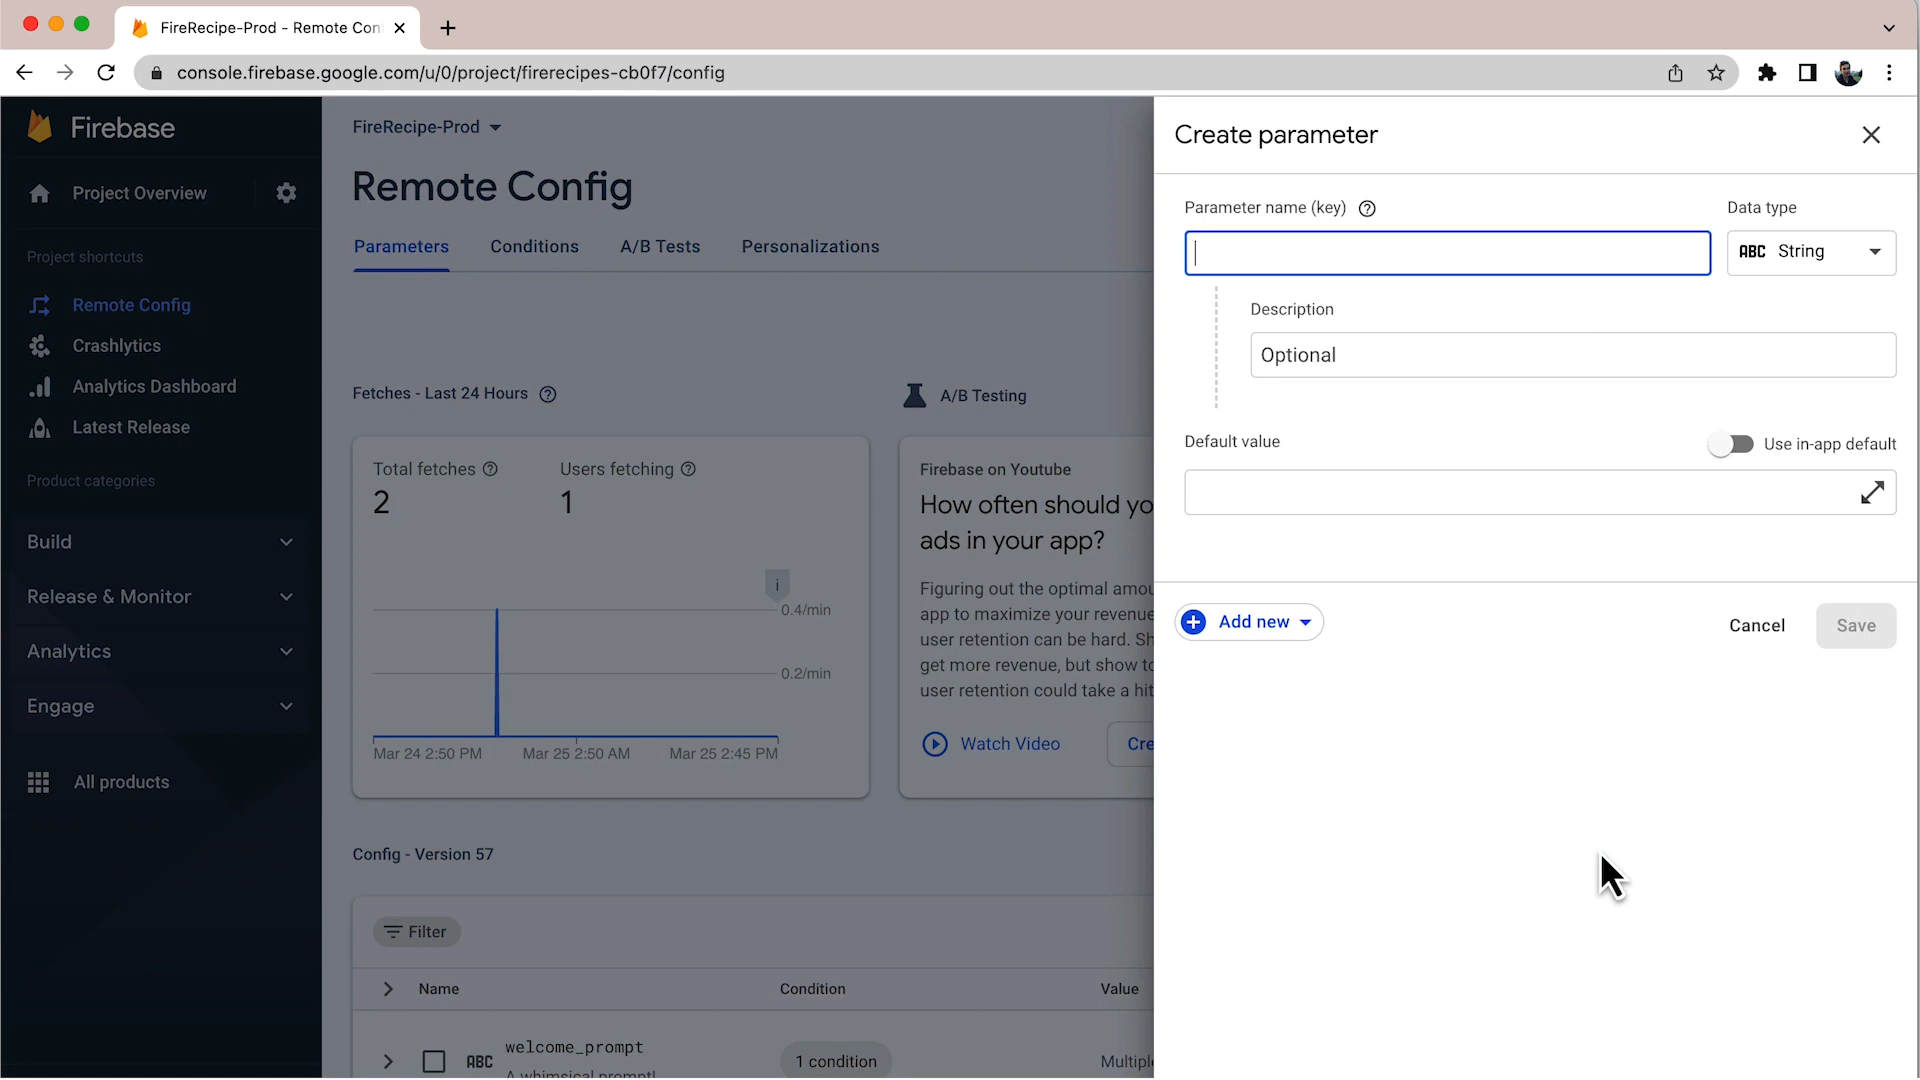 FireRecipe-Prod - Remote Con
console.firebase.google.com/u/0/project/firerecipes-cb0f7/config
Firebase
Project Overview
Project shortcuts
Remote Config
Crashlytics
Analytics Dashboard
Latest Release
Product categories
Build
Release & Monitor
Analytics
Engage
All products
FireRecipe-Prod
Remote Config
Parameters
Conditions
A/B Tests
Personalizations
Fetches - Last 24 Hours
Total fetches
2
Users fetching
1
i
0.4/min
0.2/min
Mar 24 2:50 PM
Mar 25 2:50 AM
Mar 25 2:45 PM
A/B Testing
Firebase on Youtube
How often should yo
ads in your app?
Figuring out the optimal amou
app to maximize your revenue
user retention can be hard. Sh
get more revenue, but show to
user retention could take a hit
Watch Video
Cre
Config - Version 57
Filter
Name
Condition
Value
ABC
welcome_prompt
A whimsical prompt!
1 condition
Multiple
Create parameter
Parameter name (key)
Data type
ABC String
Description
Optional
Default value
Use in-app default
Add new
Cancel
Save